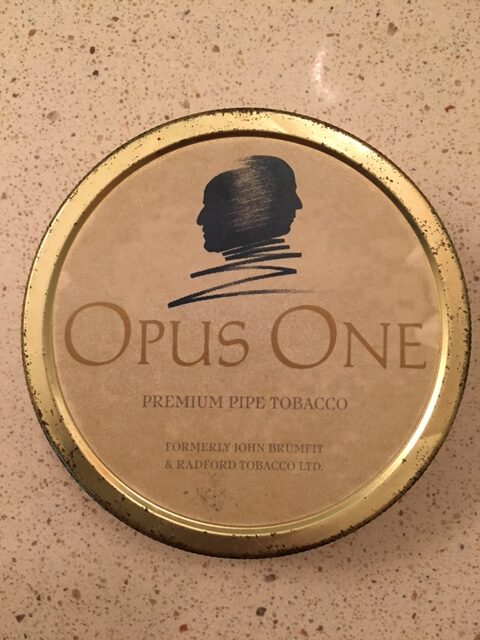 OPUS ONE
PREMIUM PIPE TOBACCO
FORMERLY JOHN BRUMFIT
& RADFORD TOBACCO LTD.